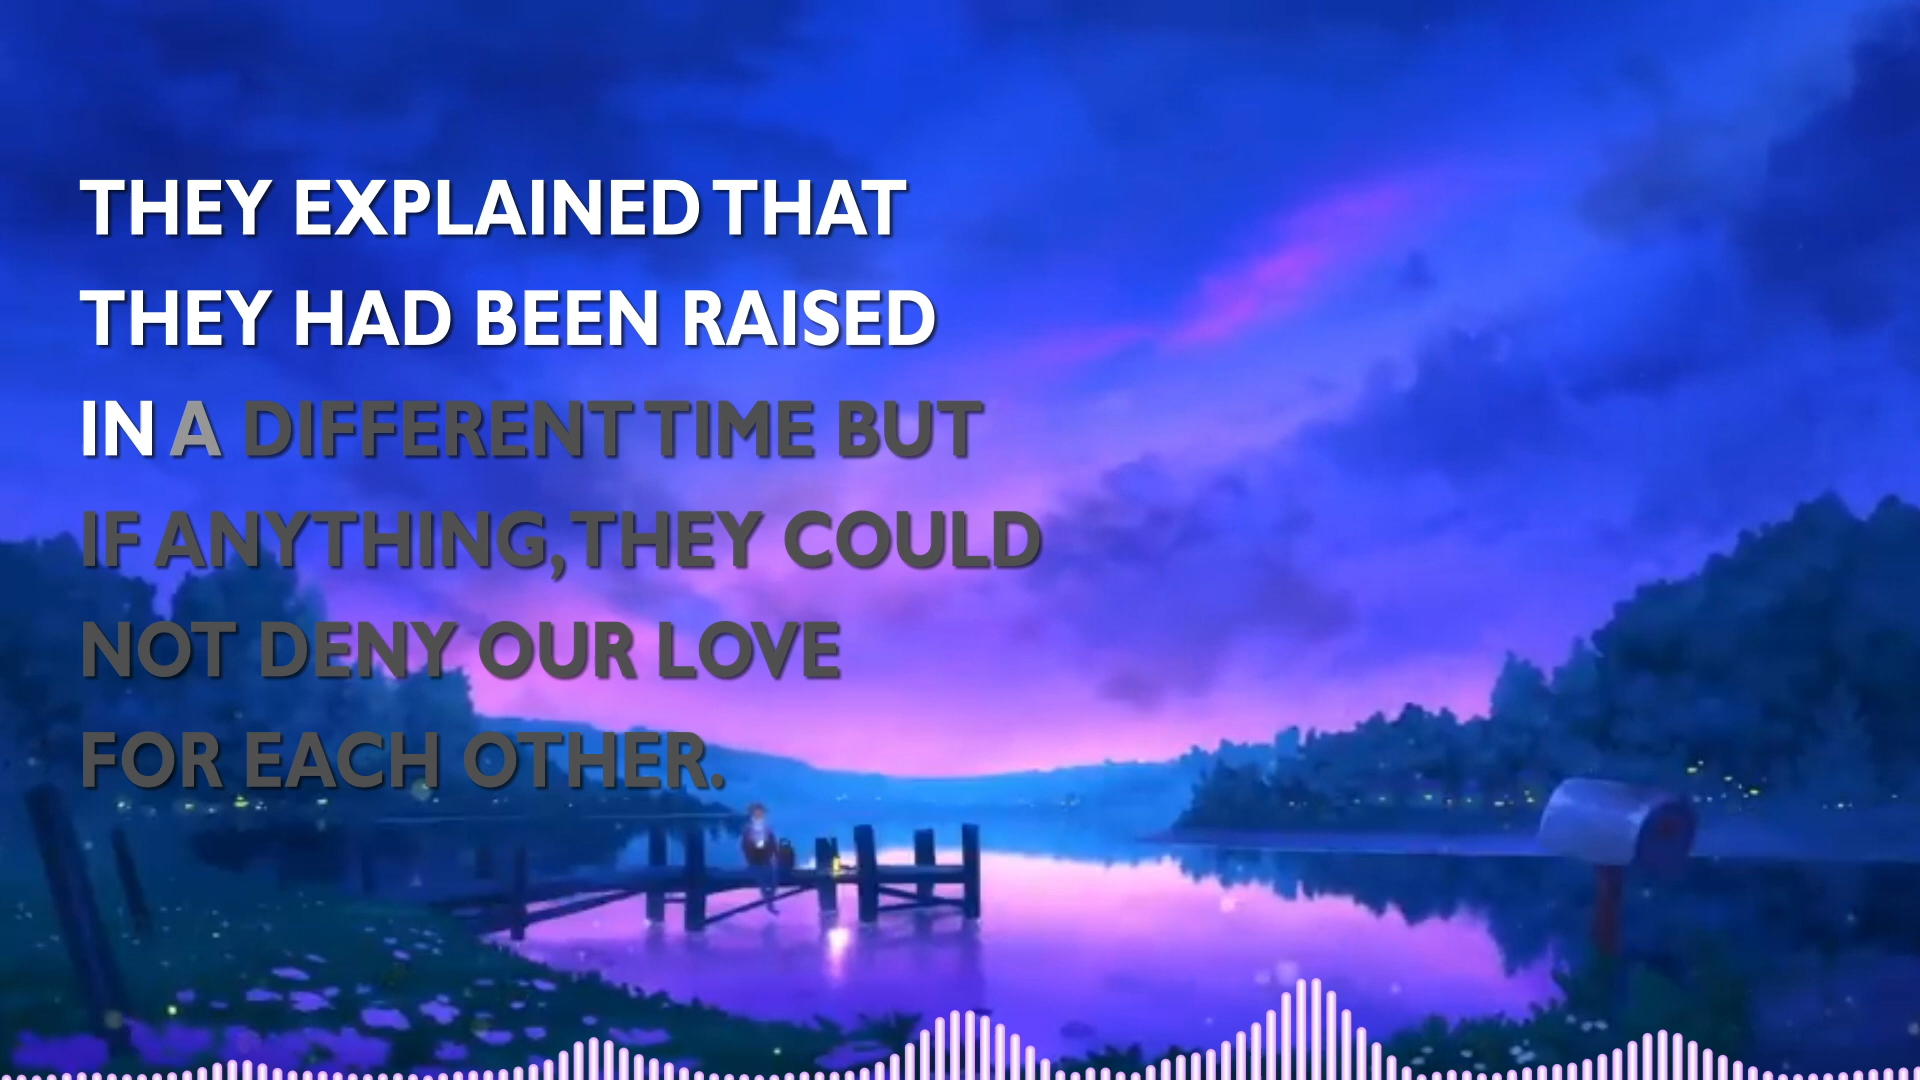 THEY EXPLAINED THAT
THEY HAD BEEN RAISED
IN A DIFFERENT TIME BUT
IF ANYTHING, THEY COULD
NOT DENY OUR LOVE
FOR EACH OTHER.